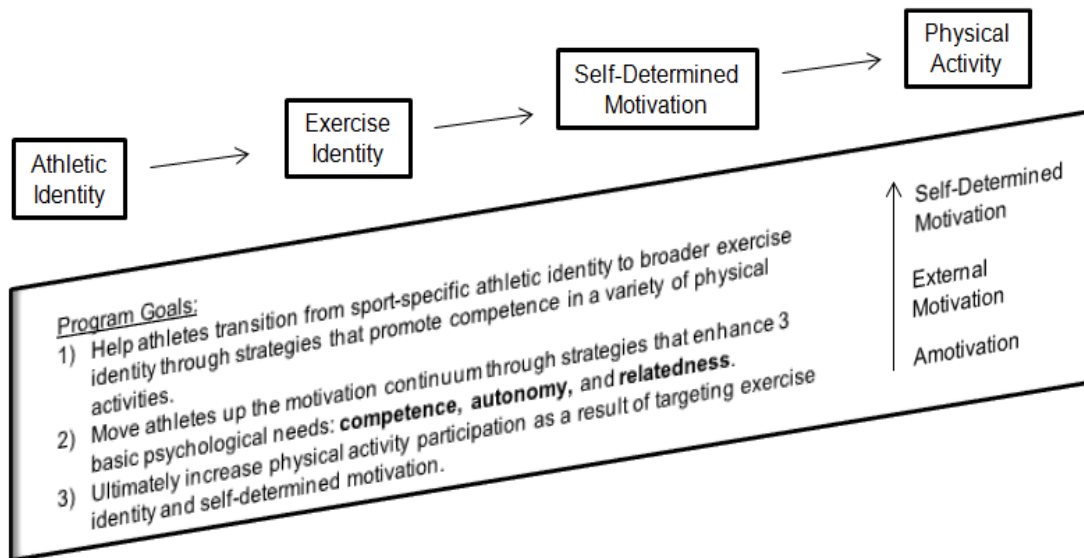 Athletic
Identity
Exercise
Identity
Self-Determined
Motivation
Physical
Activity
Program Goals:
1) Help athletes transition from sport-specific athletic identity to broader exercise
identity through strategies that promote competence in a variety of physical
activities.
2) Move athletes up the motivation continuum through strategies that enhance 3
basic psychological needs: competence, autonomy, and relatedness.
3) Ultimately increase physical activity participation as a result of targeting exercise
identity and self-determined motivation.
Self-Determined
Motivation
External
Motivation
Amotivation